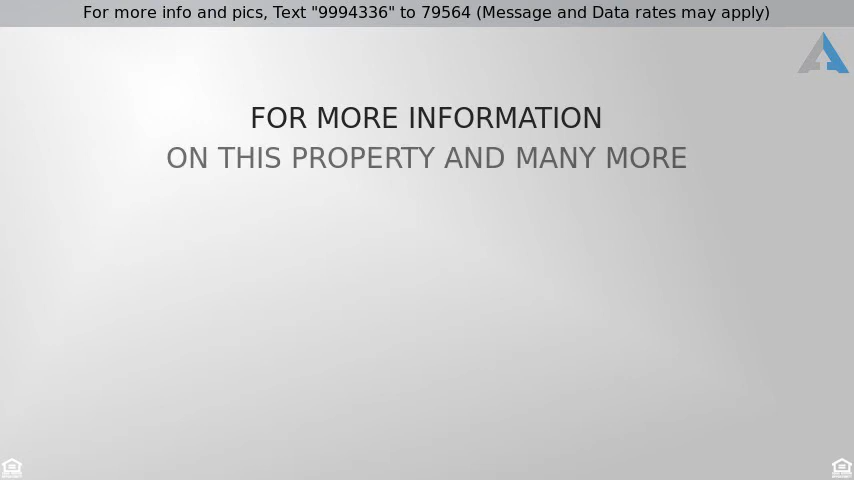 For more info and pics, Text "9994336" to 79564 (Message and Data rates may apply)
FOR MORE INFORMATION
ON THIS PROPERTY AND MANY MORE